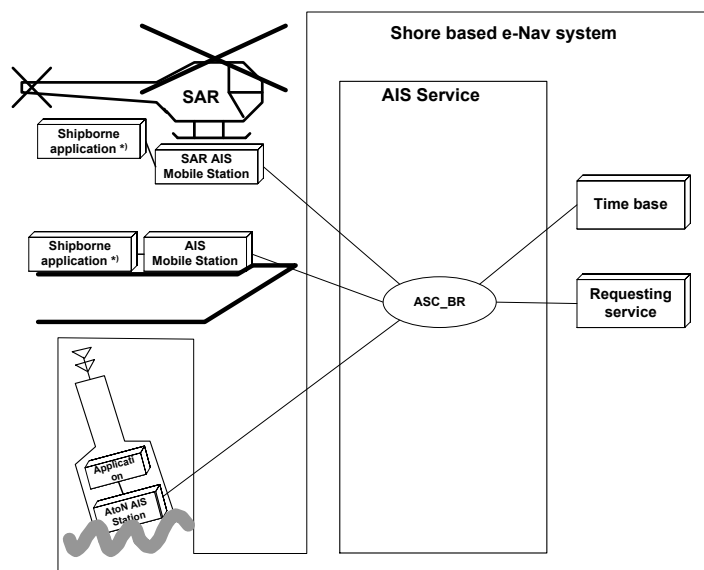 Shore based e-Nav system
AIS Service
SAR
Shipborne
application *)
SAR AIS
Mobile Station
Time base
Shipborne
application *)
AIS
Mobile Station
ASC_BR
Requesting
service
Applicati
on
AtoN AIS
Station